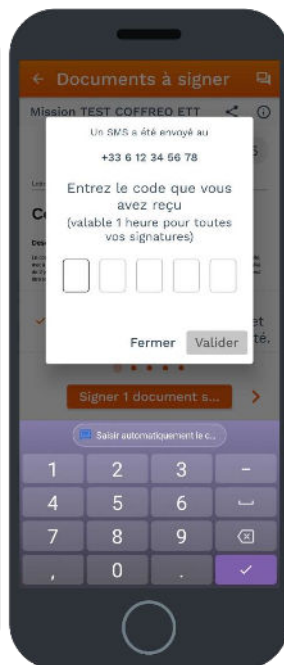 Documents à signer
Mission TEST COFFREO ETT
Un SMS a été envoyé au
+33 6 12 34 56 78
Entrez le code que vous
avez reçu
(valable 1 heure pour toutes
vos signatures)
et
té.
Fermer Valider
Signer 1 document s...
Saisir automatiquement le c...
1 2 3 -
4 5 6
7 8 9
, 0 .